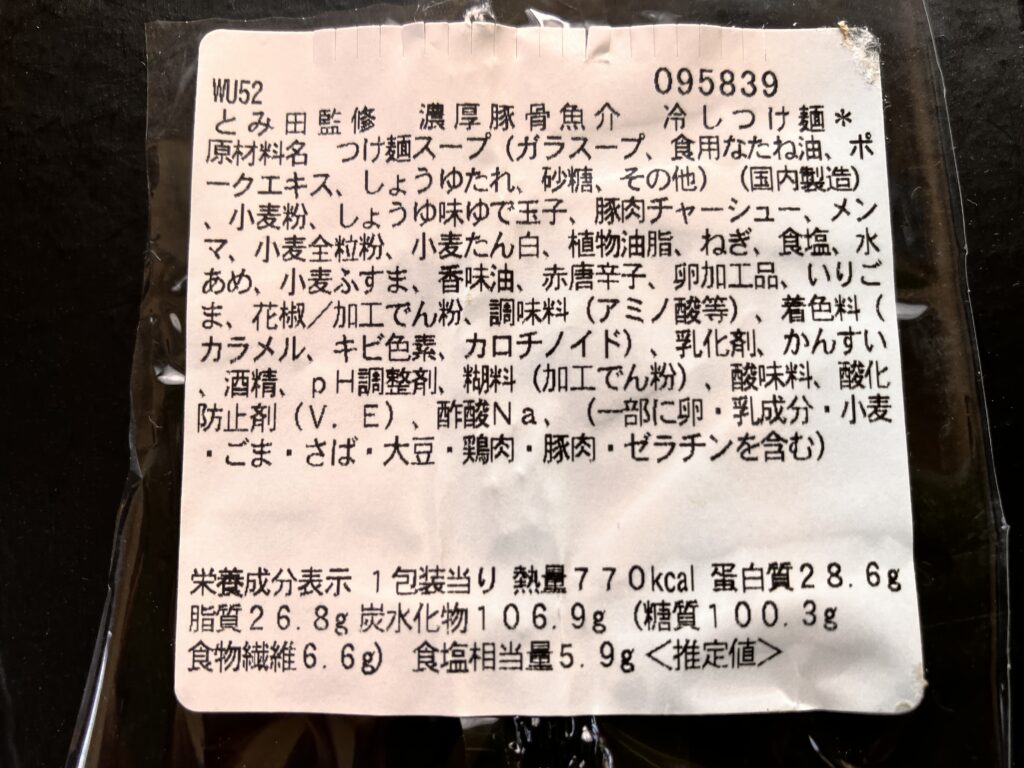 WU52 095839
とみ田監修 濃厚豚骨魚介 冷しつけ麺＊
原材料名 つけ麺スープ（ガラスープ、食用なたね油、ポ
ークエキス、しょうゆたれ、砂糖、その他）（国内製造）
、小麦粉、しょうゆ味ゆで玉子、豚肉チャーシュー、メン
マ、小麦全粒粉、小麦たん白、植物油脂、ねぎ、食塩、水
あめ、小麦ふすま、香味油、赤唐辛子、卵加工品、いりご
ま、花椒／加工でん粉、調味料（アミノ酸等）、着色料（
カラメル、キビ色素、カロチノイド）、乳化剤、かんすい
、酒精、ｐＨ調整剤、糊料（加工でん粉）、酸味料、酸化
防止剤（Ｖ．Ｅ）、酢酸Ｎａ、（一部に卵・乳成分・小麦
・ごま・さば・大豆・鶏肉・豚肉・ゼラチンを含む）
栄養成分表示 １包装当り 熱量７７０kcal 蛋白質２８.６g
脂質２６.８g 炭水化物１０６.９g （糖質１００.３g
食物繊維６.６g） 食塩相当量５.９g＜推定値＞